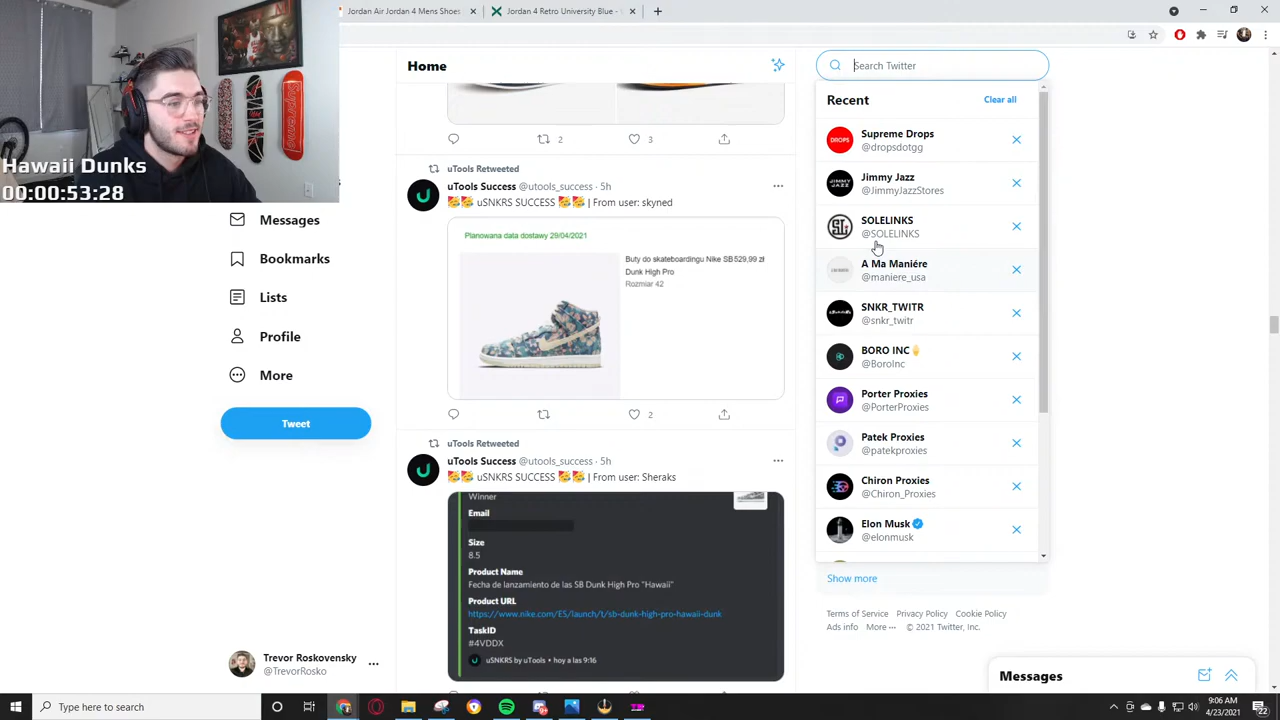 Jordan Air Jordan 4 Mens Shoes
Jordan 4 Retro University Blue -
Supreme
Hawaii Dunks
00:00:53:28
Messages
Bookmarks
Lists
Profile
More
Tweet
Trevor Roskovensky
@TrevorRosko
Home
2
3
uTools Retweeted
uTools Success @utools_success · 5h
uSNKRS SUCCESS | From user: skyned
Planowana data dostawy 29/04/2021
Buty do skateboardingu Nike SB 529,99 zł
Dunk High Pro
Rozmiar 42
2
uTools Retweeted
uTools Success @utools_success · 5h
uSNKRS SUCCESS | From user: Sheraks
Winner
Email
Size
8.5
Product Name
Fecha de lanzamiento de las SB Dunk High Pro "Hawaii"
Product URL
https://www.nike.com/ES/launch/t/sb-dunk-high-pro-hawaii-dunk
TaskID
#4VDDX
uSNKRS by uTools • hoy a las 9:16
Search Twitter
Recent
Clear all
DROPS
Supreme Drops
@dropsdotgg
JIMMY JAZZ
Jimmy Jazz
@JimmyJazzStores
SL
SOLELINKS
@SOLELINKS
A Ma Maniére
@maniere_usa
SNKR_TWITR
@snkr_twitr
BORO INC
@BoroInc
Porter Proxies
@PorterProxies
Patek Proxies
@patekproxies
Chiron Proxies
@Chiron_Proxies
Elon Musk
@elonmusk
Show more
Terms of Service Privacy Policy Cookie Policy
Ads info More ··· © 2021 Twitter, Inc.
Messages
Type here to search
9:06 AM
4/23/2021